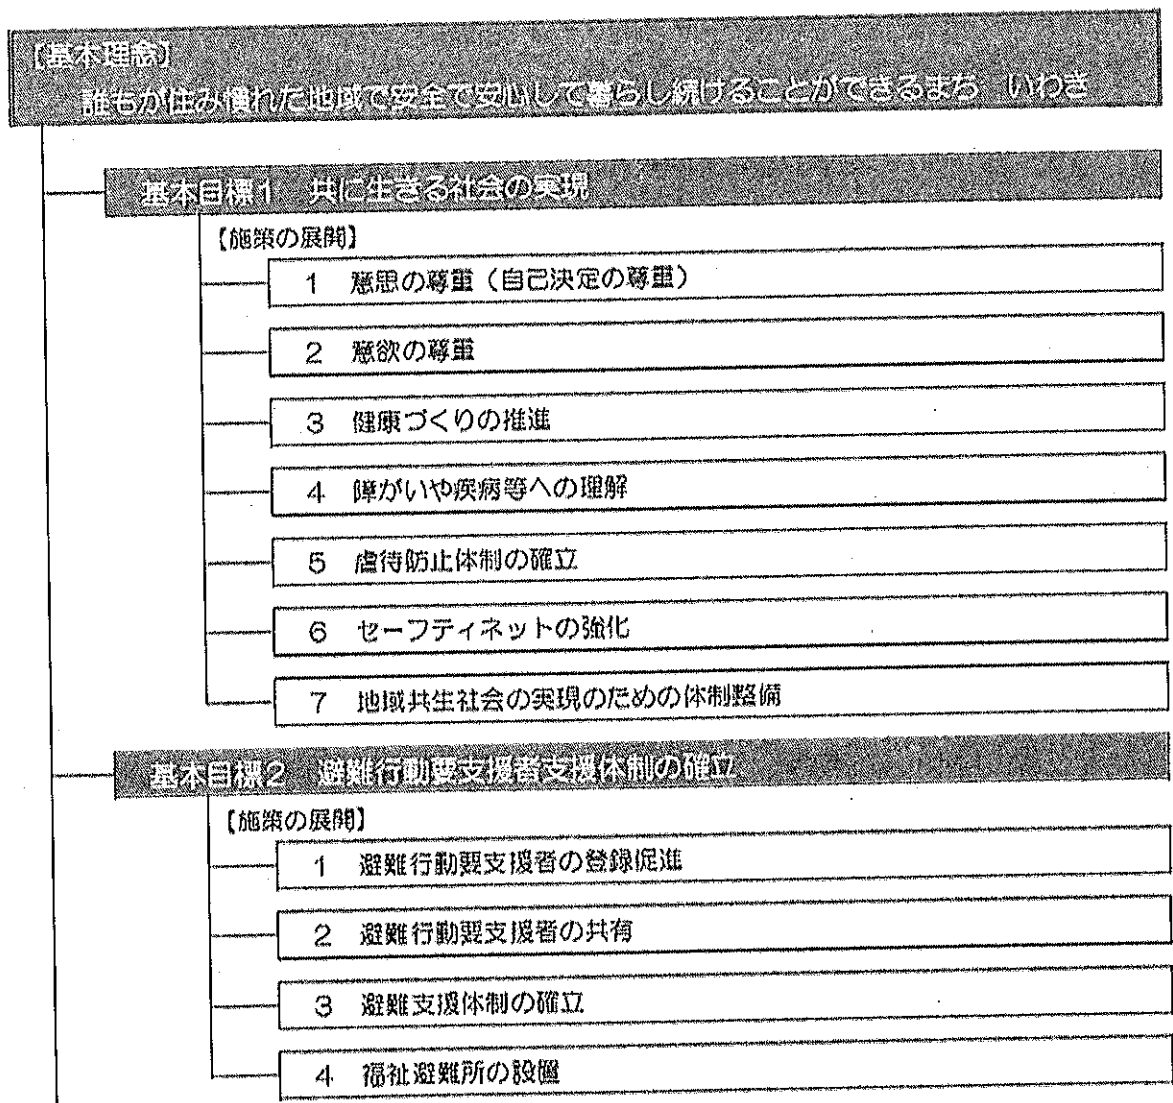 【基本理念】
誰もが住み慣れた地域で安全で安心して暮らし続けることができるまち　いわき
基本目標1　共に生きる社会の実現
【施策の展開】
1　意思の尊重（自己決定の尊重）
2　意欲の尊重
3　健康づくりの推進
4　障がいや疾病等への理解
5　虐待防止体制の確立
6　セーフティネットの強化
7　地域共生社会の実現のための体制整備
基本目標2　避難行動要支援者支援体制の確立
【施策の展開】
1　避難行動要支援者の登録促進
2　避難行動要支援者の共有
3　避難支援体制の確立
4　福祉避難所の設置